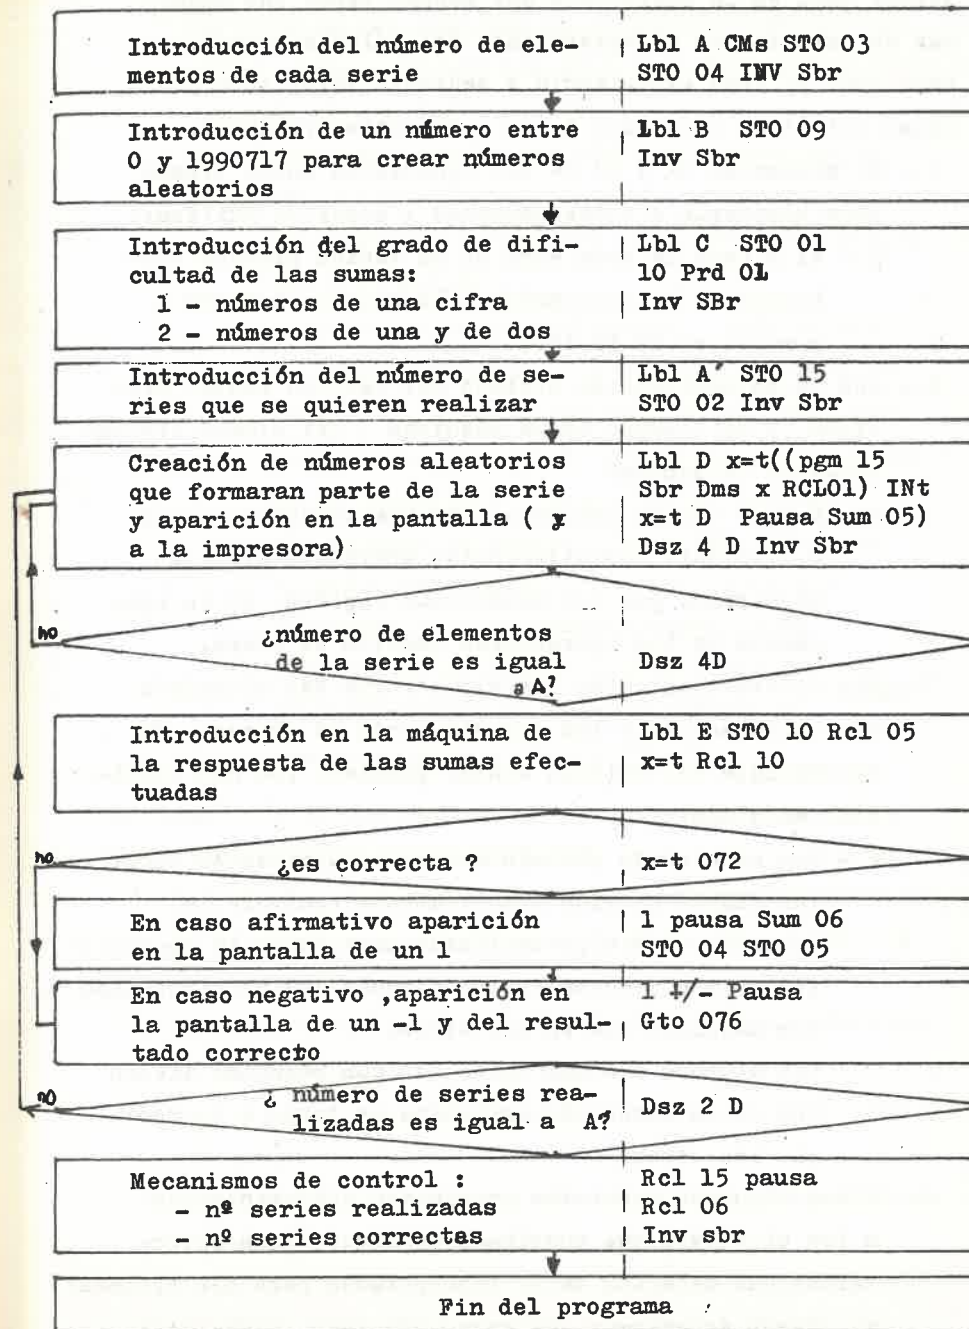 Introducción del número de ele- Lbl A CMs STO 03
mentos de cada serie STO 04 INV Sbr
Introducción de un número entre Lbl B STO 09
0 y 1990717 para crear números Inv Sbr
aleatorios
Introducción del grado de difi- Lbl C STO 01
cultad de las sumas: 10 Prd 01
1 - números de una cifra Inv SBr
2 - números de una y de dos
Introducción del número de se- Lbl A' STO 15
ries que se quieren realizar STO 02 Inv Sbr
Creación de números aleatorios Lbl D x=t((pgm 15
que formaran parte de la serie Sbr Dms x RCL01) INt
y aparición en la pantalla ( y x=t D Pausa Sum 05)
a la impresora) Dsz 4 D Inv Sbr
no
¿número de elementos
de la serie es igual Dsz 4D
a A?
Introducción en la máquina de Lbl E STO 10 Rcl 05
la respuesta de las sumas efec- x=t Rcl 10
tuadas
no
¿es correcta ? x=t 072
En caso afirmativo aparición 1 pausa Sum 06
en la pantalla de un 1 STO 04 STO 05
En caso negativo ,aparición en 1 +/- Pausa
la pantalla de un -1 y del resul- Gto 076
tado correcto
no
¿ número de series rea- Dsz 2 D
lizadas es igual a A?
Mecanismos de control : Rcl 15 pausa
- nº series realizadas Rcl 06
- nº series correctas Inv sbr
Fin del programa